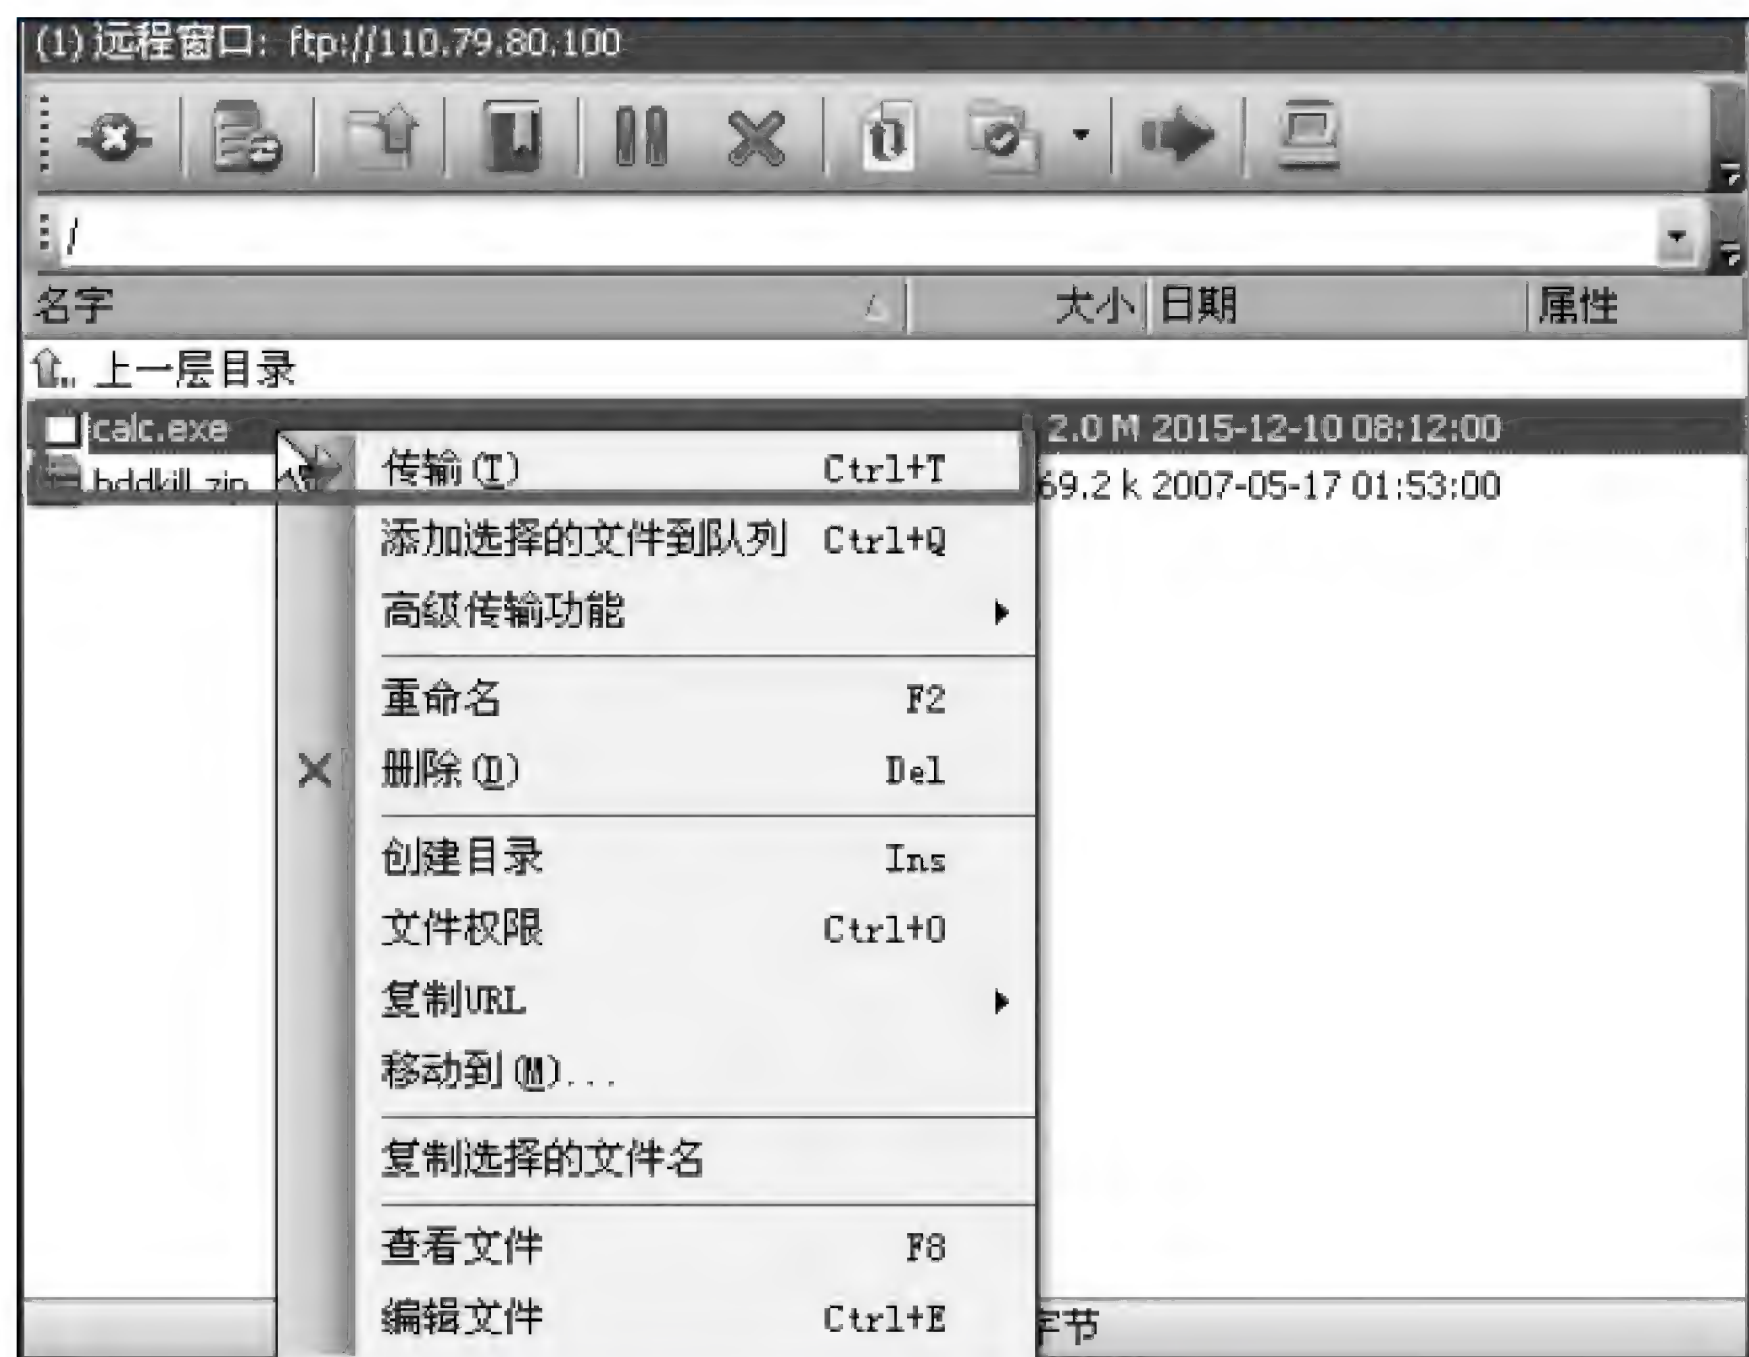 (1) 远程窗口: ftp://110.79.80.100
/
名字 大小 日期 属性
上一层目录
calc.exe 2.0 M 2015-12-10 08:12:00
hddkill.zip 69.2 k 2007-05-17 01:53:00
传输(T) Ctrl+T
添加选择的文件到队列 Ctrl+Q
高级传输功能
重命名 F2
删除(D) Del
创建目录 Ins
文件权限 Ctrl+O
复制URL
移动到(M)...
复制选择的文件名
查看文件 F8
编辑文件 Ctrl+E
字节